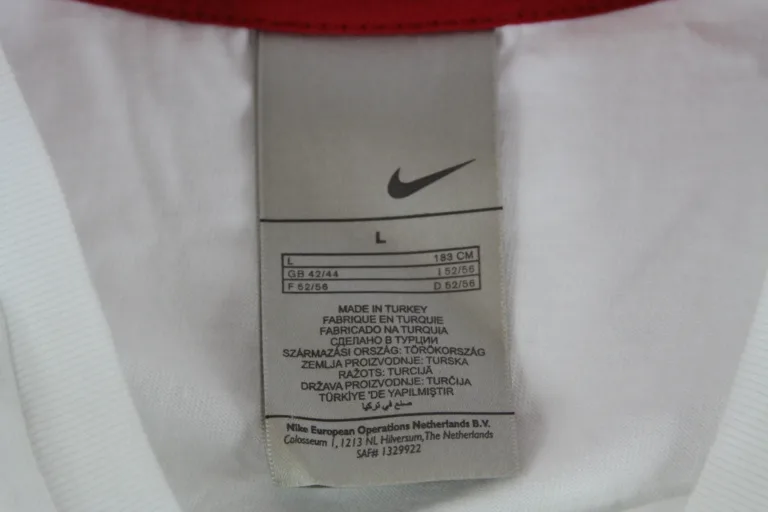 L
L 183 CM
GB 42/44 I 52/56
F 52/56 D 52/56
MADE IN TURKEY
FABRIQUE EN TURQUIE
FABRICADO NA TURQUIA
СДЕЛАНО В ТУРЦИИ
SZÁRMAZÁSI ORSZÁG: TÖRÖKORSZÁG
ZEMLJA PROIZVODNJE: TURSKA
RAŽOTS: TURCIJĀ
DRŽAVA PROIZVODNJE: TURČIJA
TÜRKİYE 'DE YAPILMIŞTIR
صنع في تركيا
Nike European Operations Netherlands B.V.
Colosseum 1, 1213 NL Hilversum, The Netherlands
SAF# 1329922